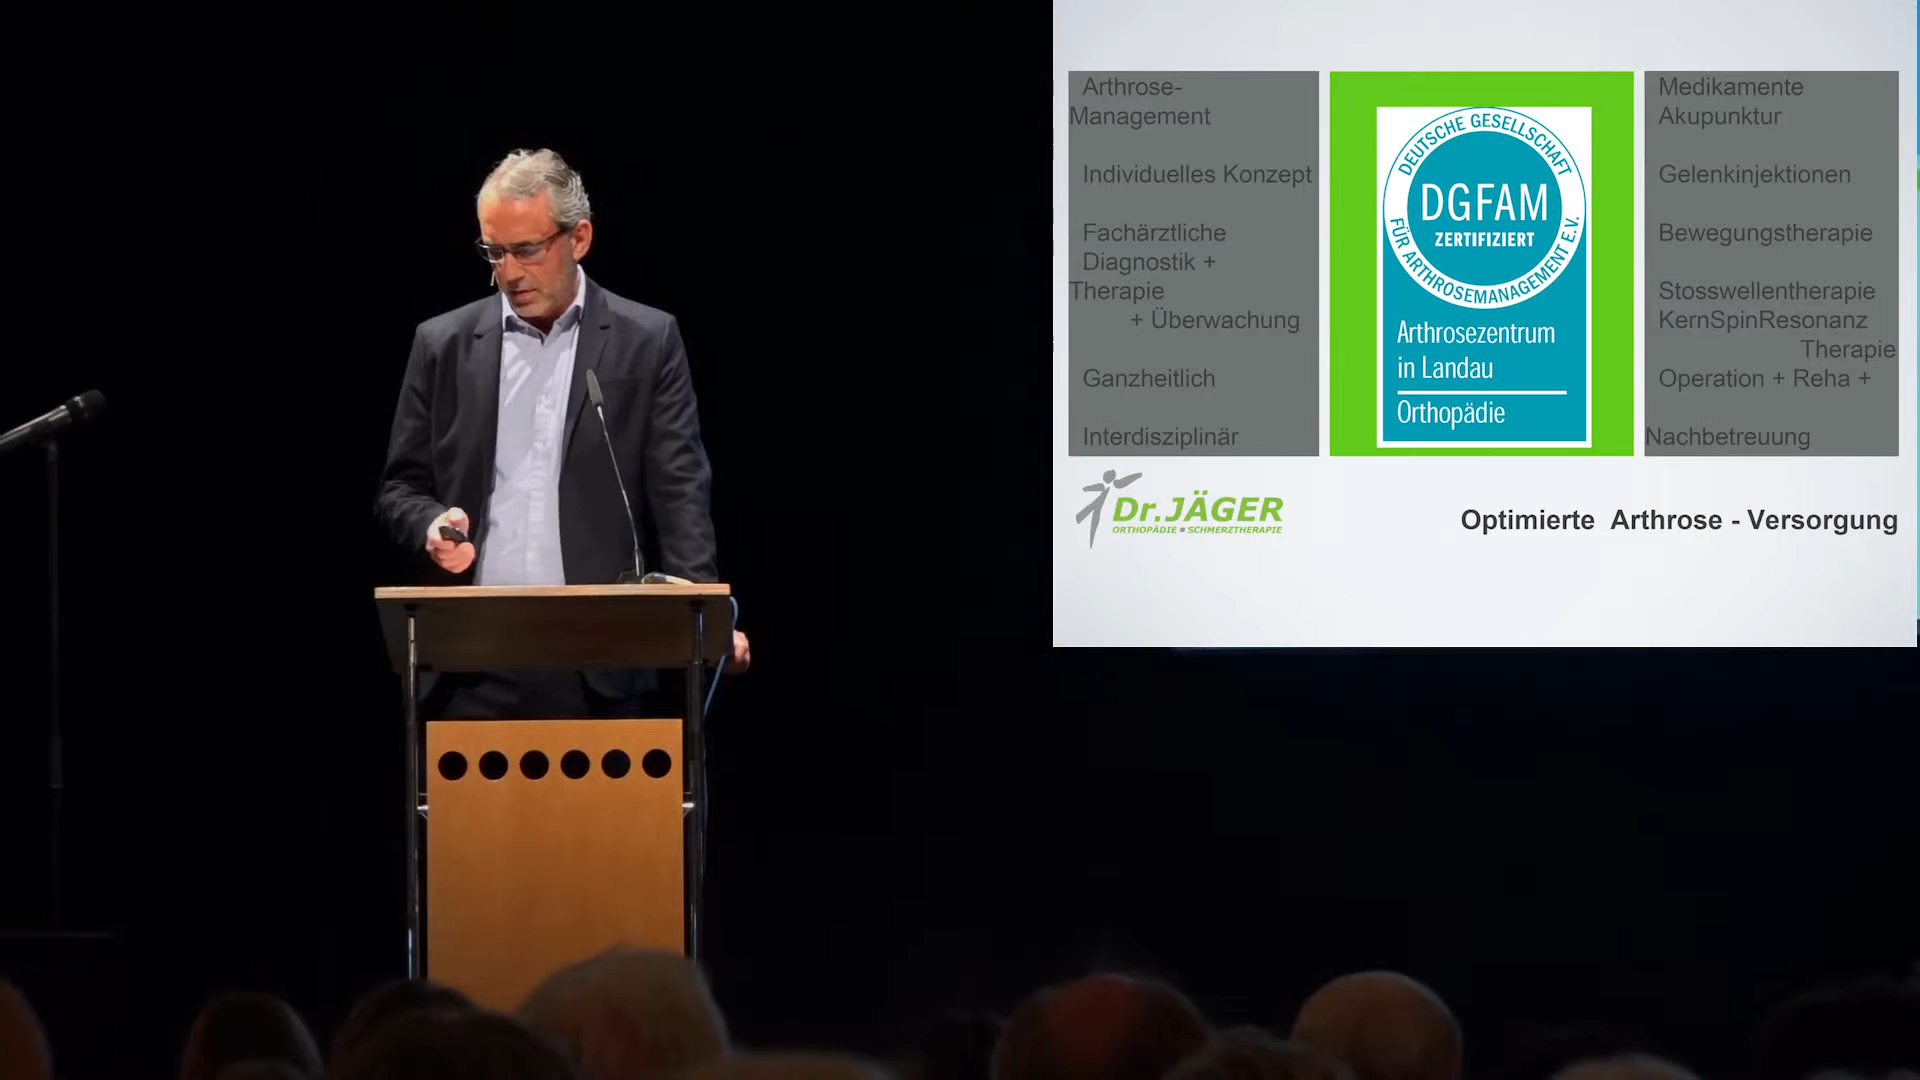 Arthrose-
Management
Individuelles Konzept
Fachärztliche
Diagnostik +
Therapie
+ Überwachung
Ganzheitlich
Interdisziplinär
DEUTSCHE GESELLSCHAFT
FÜR ARTHROSEMANAGEMENT E.V.
DGFAM
ZERTIFIZIERT
Arthrosezentrum
in Landau
Orthopädie
Medikamente
Akupunktur
Gelenkinjektionen
Bewegungstherapie
Stosswellentherapie
KernSpinResonanz
Therapie
Operation + Reha +
Nachbetreuung
Dr.JÄGER
ORTHOPÄDIE = SCHMERZTHERAPIE
Optimierte Arthrose - Versorgung